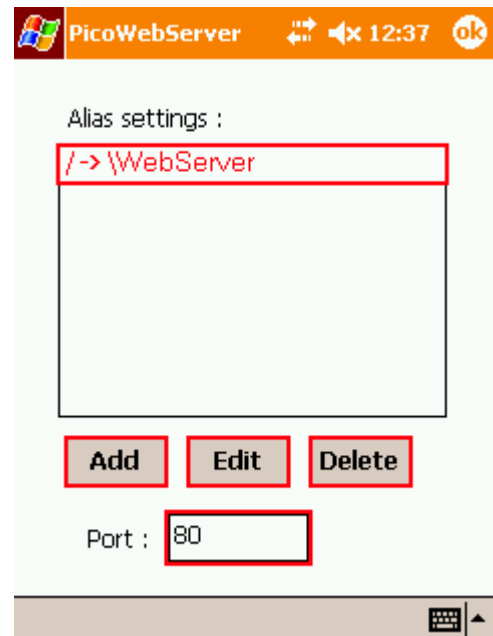 PicoWebServer 12:37 ok
Alias settings :
/ -> \WebServer
Add Edit Delete
Port : 80